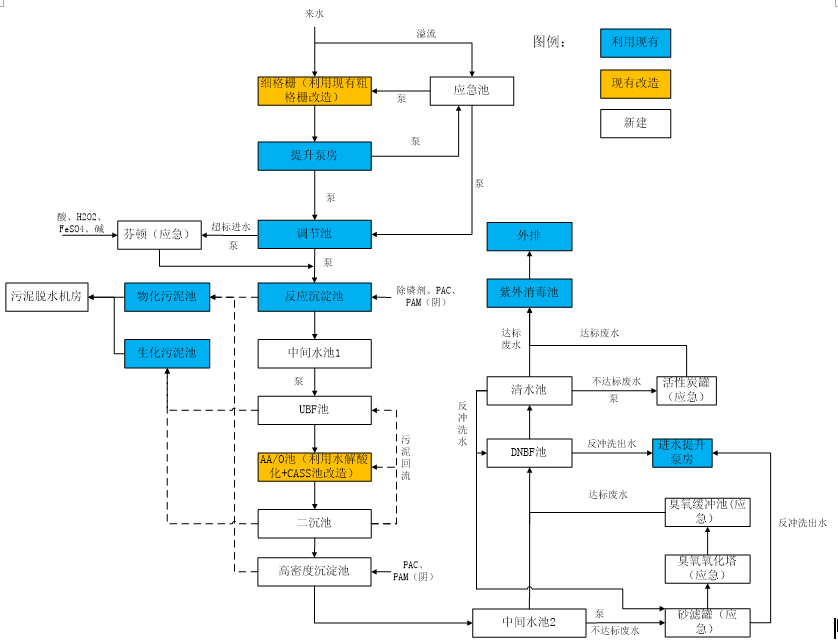 来水
溢流
图例：
利用现有
现有改造
新建
细格栅（利用现有粗
格栅改造）
泵
应急池
泵
提升泵房
泵
泵
酸、H2O2、
FeSO4、碱
芬顿（应急）
超标进水
泵
调节池
泵
外排
污泥脱水机房
物化污泥池
反应沉淀池
除磷剂、PAC、
PAM（阴）
紫外消毒池
生化污泥池
中间水池1
达标
废水
达标废水
泵
清水池
不达标废水
泵
活性炭罐
（应急）
UBF池
反
冲
洗
水
污
泥
回
流
DNBF池
反冲洗出水
进水提升
泵房
AA/O池（利用水解酸
化+CASS池改造）
达标废水
臭氧缓冲池(应
急）
反冲洗出水
二沉池
高密度沉淀池
PAC、
PAM（阴）
臭氧氧化塔
（应急）
中间水池2
泵
不达标废水
砂滤罐（应
急）